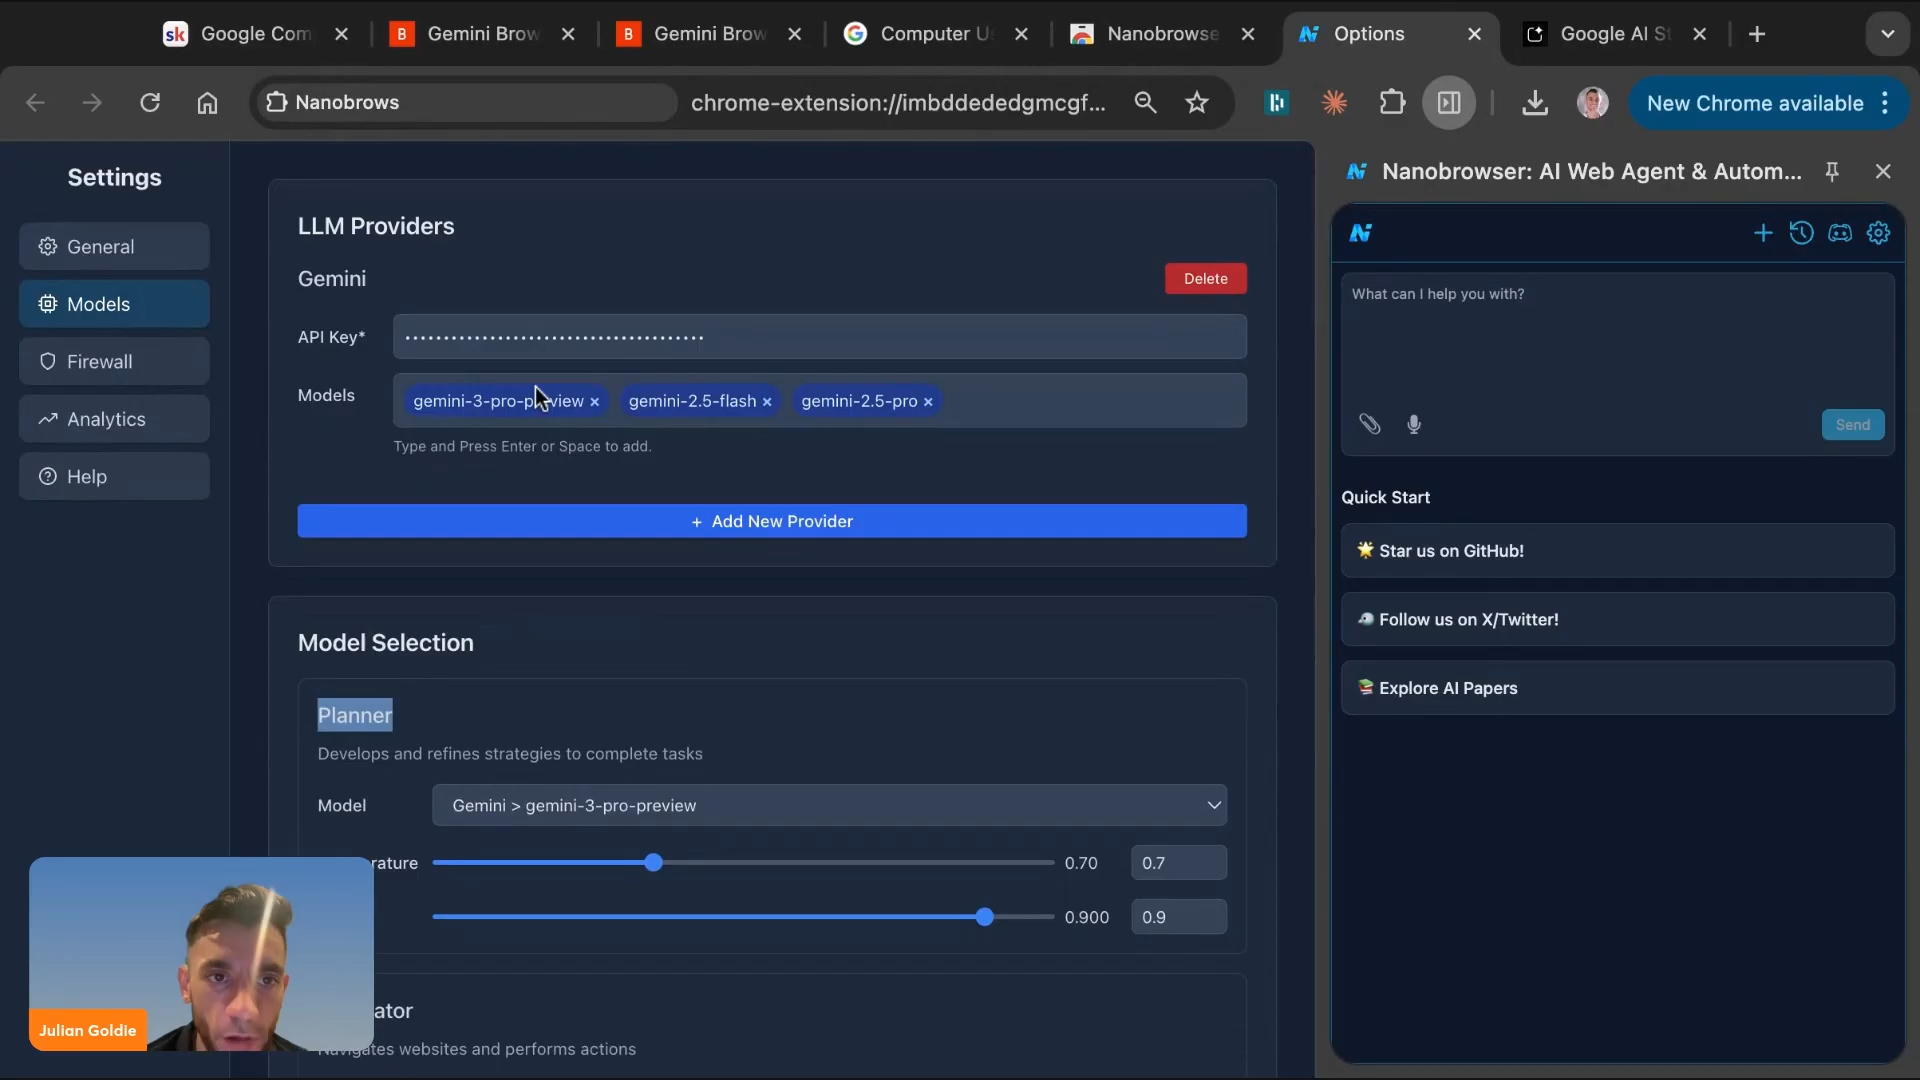 sk Google Com
B Gemini Brow
B Gemini Brow
Computer Us
Nanobrowse
Options
Google AI St
Nanobrows
chrome-extension://imbddededgmcgf...
New Chrome available
Settings
General
Models
Firewall
Analytics
Help
LLM Providers
Gemini
Delete
API Key*
Models
gemini-3-pro-preview ×
gemini-2.5-flash ×
gemini-2.5-pro ×
Type and Press Enter or Space to add.
+ Add New Provider
Model Selection
Planner
Develops and refines strategies to complete tasks
Model
Gemini > gemini-3-pro-preview
rature
0.70
0.7
0.900
0.9
ator
Navigates websites and performs actions
Julian Goldie
Nanobrowser: AI Web Agent & Autom...
What can I help you with?
Send
Quick Start
🌟 Star us on GitHub!
Follow us on X/Twitter!
📚 Explore AI Papers